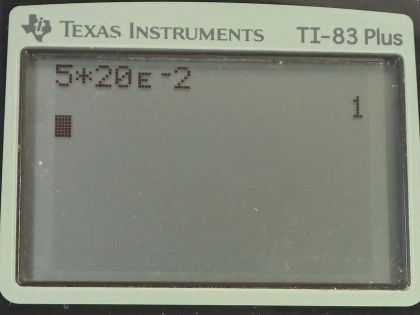 TEXAS INSTRUMENTS TI-83 Plus
5*20ᴇ-2
1